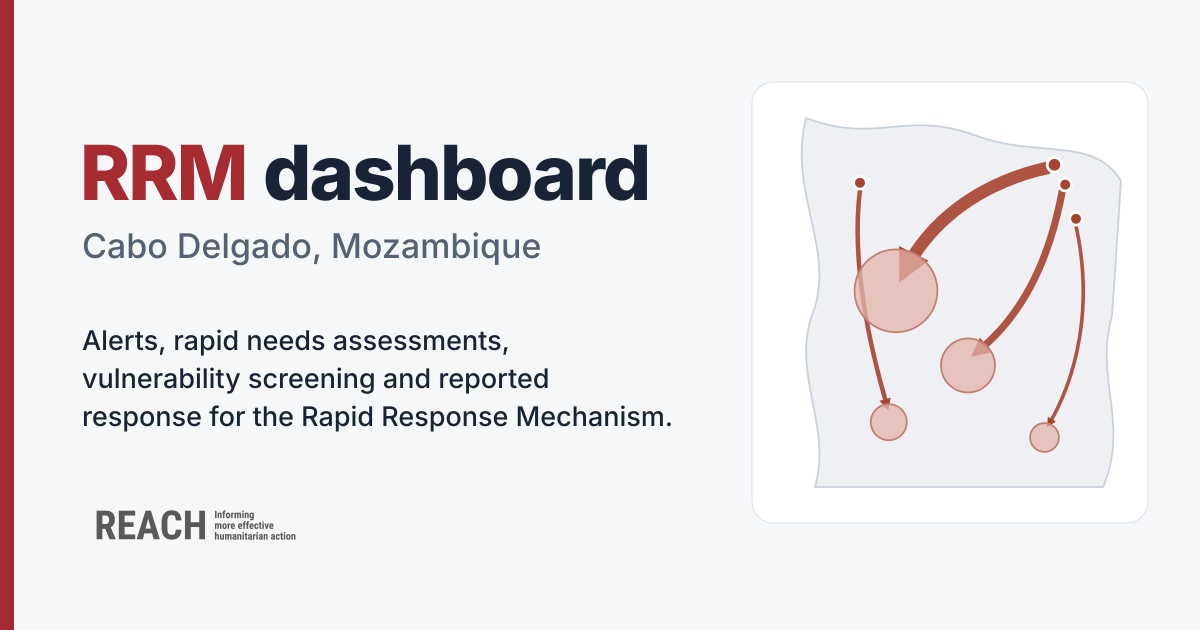 RRM dashboard
Cabo Delgado, Mozambique
Alerts, rapid needs assessments,
vulnerability screening and reported
response for the Rapid Response Mechanism.
REACH
Informing
more effective
humanitarian action